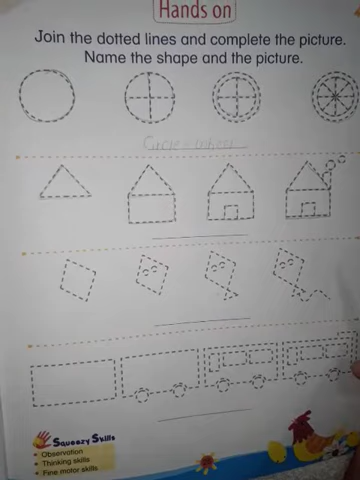 Hands on
Join the dotted lines and complete the picture.
Name the shape and the picture.
Circle - wheel
Squeezy Skills
• Observation
• Thinking skills
• Fine motor skills